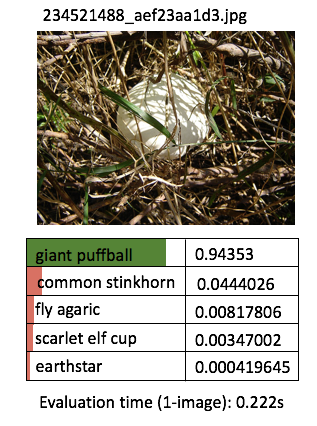 234521488_aef23aa1d3.jpg
giant puffball 0.94353
common stinkhorn 0.0444026
fly agaric 0.00817806
scarlet elf cup 0.00347002
earthstar 0.000419645
Evaluation time (1-image): 0.222s